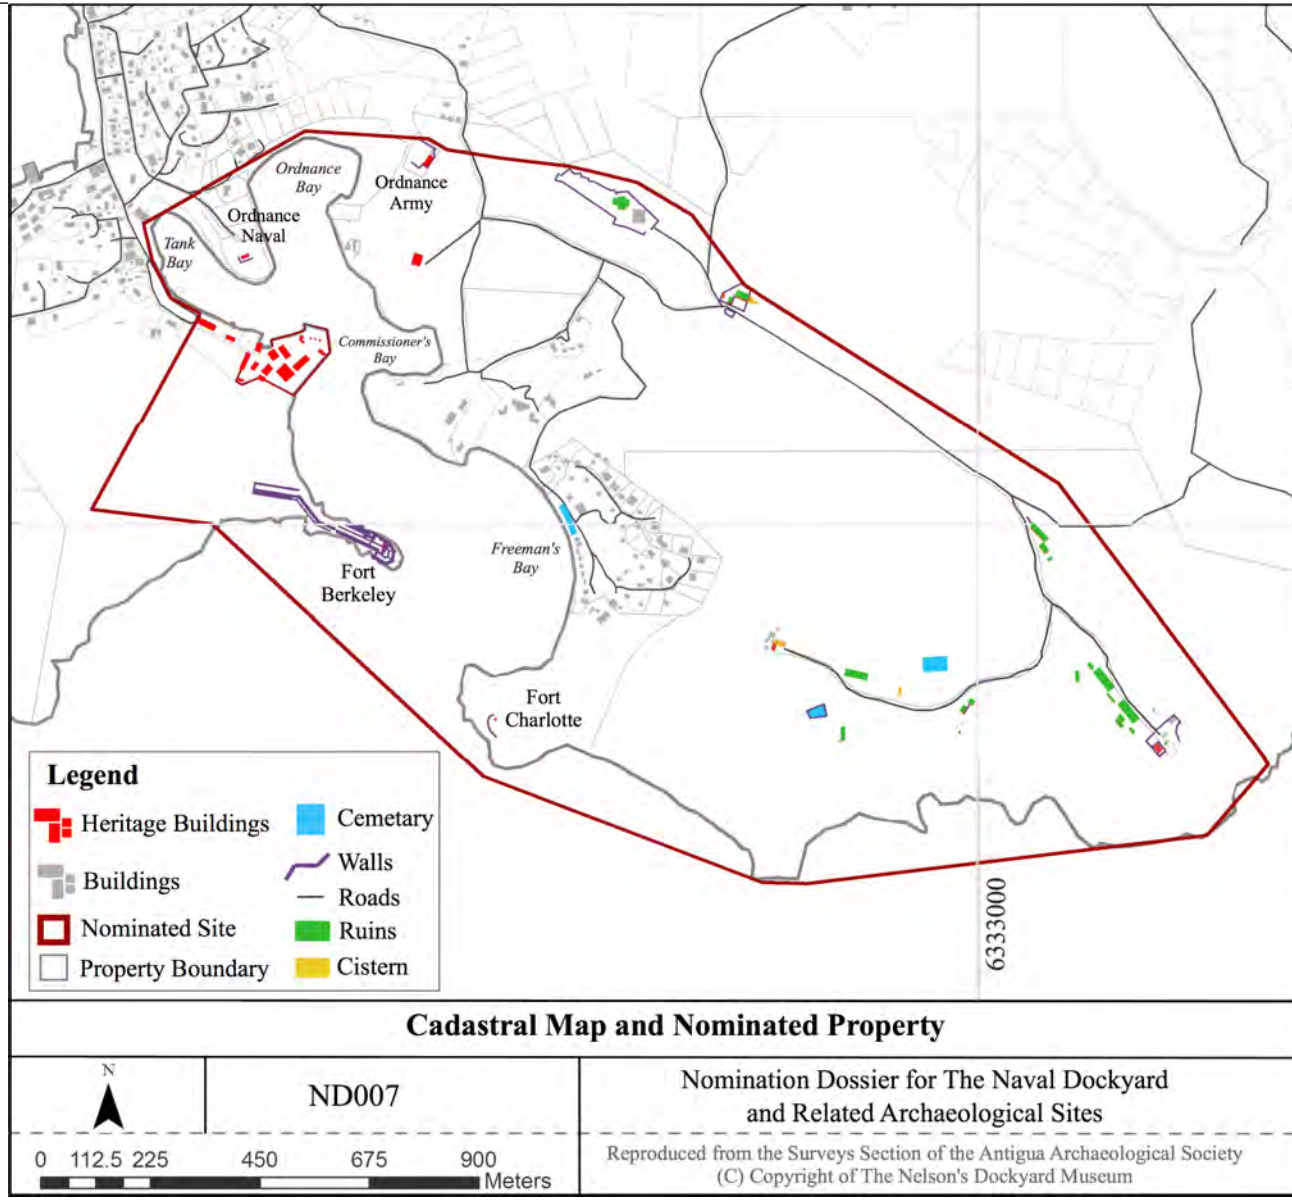 Ordnance
Bay
Ordnance
Army
Ordnance
Naval
Tank
Bay
Commissioner's
Bay
Freeman's
Bay
Fort
Berkeley
Fort
Charlotte
6333000
Legend
Heritage Buildings
Buildings
Nominated Site
Property Boundary
Cemetary
Walls
Roads
Ruins
Cistern
Cadastral Map and Nominated Property
N
ND007
Nomination Dossier for The Naval Dockyard
and Related Archaeological Sites
0 112.5 225 450 675 900
Meters
Reproduced from the Surveys Section of the Antigua Archaeological Society
(C) Copyright of The Nelson's Dockyard Museum